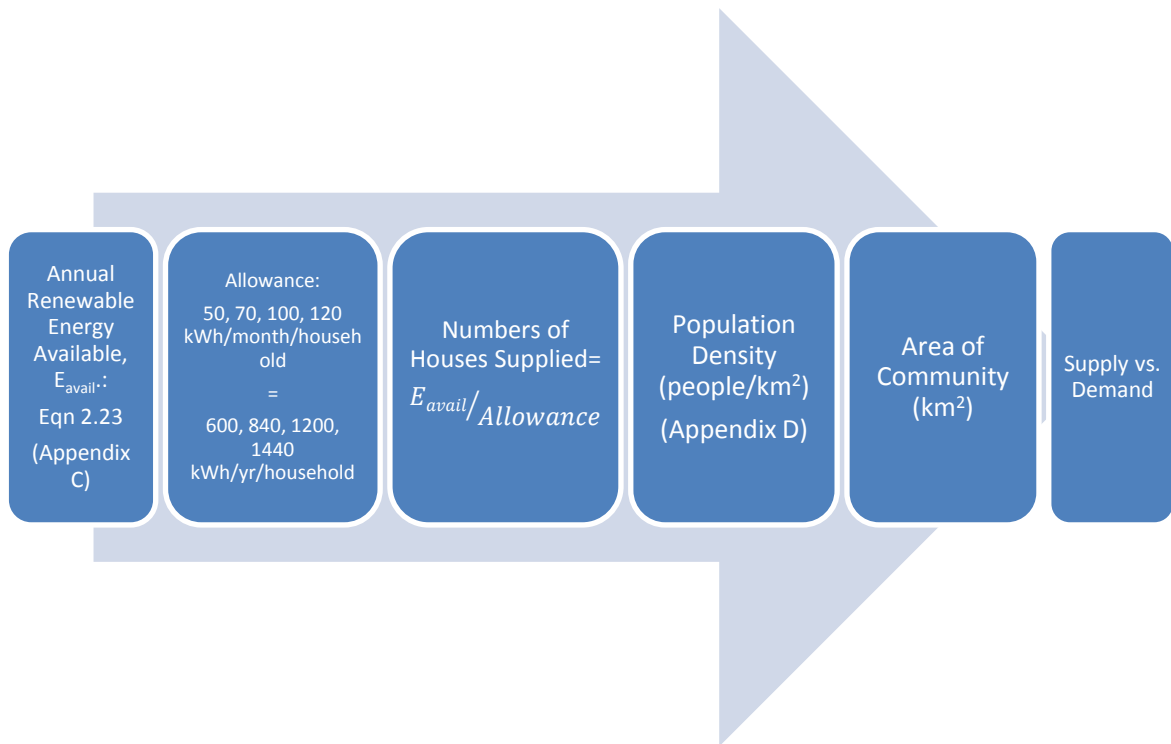 Annual
Renewable
Energy
Available,
Eavail.:
Eqn 2.23
(Appendix
C)
Allowance:
50, 70, 100, 120
kWh/month/househ
old
=
600, 840, 1200,
1440
kWh/yr/household
Numbers of
Houses Supplied=
Eavail/Allowance
Population
Density
(people/km²)
(Appendix D)
Area of
Community
(km²)
Supply vs.
Demand